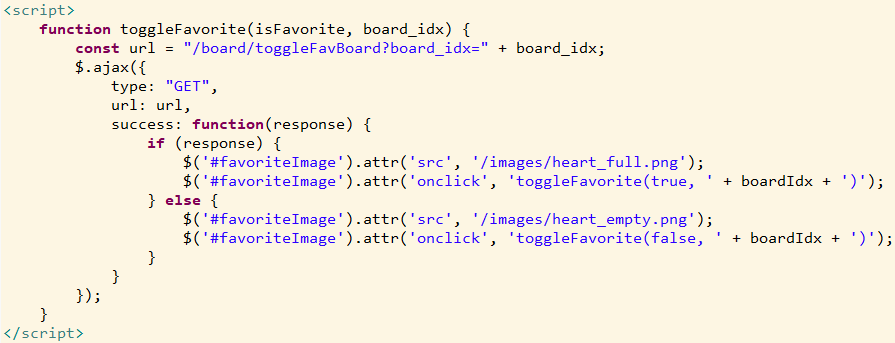 <script>
    function toggleFavorite(isFavorite, board_idx) {
        const url = "/board/toggleFavBoard?board_idx=" + board_idx;
        $.ajax({
            type: "GET",
            url: url,
            success: function(response) {
                if (response) {
                    $('#favoriteImage').attr('src', '/images/heart_full.png');
                    $('#favoriteImage').attr('onclick', 'toggleFavorite(true, ' + boardIdx + ')');
                } else {
                    $('#favoriteImage').attr('src', '/images/heart_empty.png');
                    $('#favoriteImage').attr('onclick', 'toggleFavorite(false, ' + boardIdx + ')');
                }
            }
        });
    }
</script>